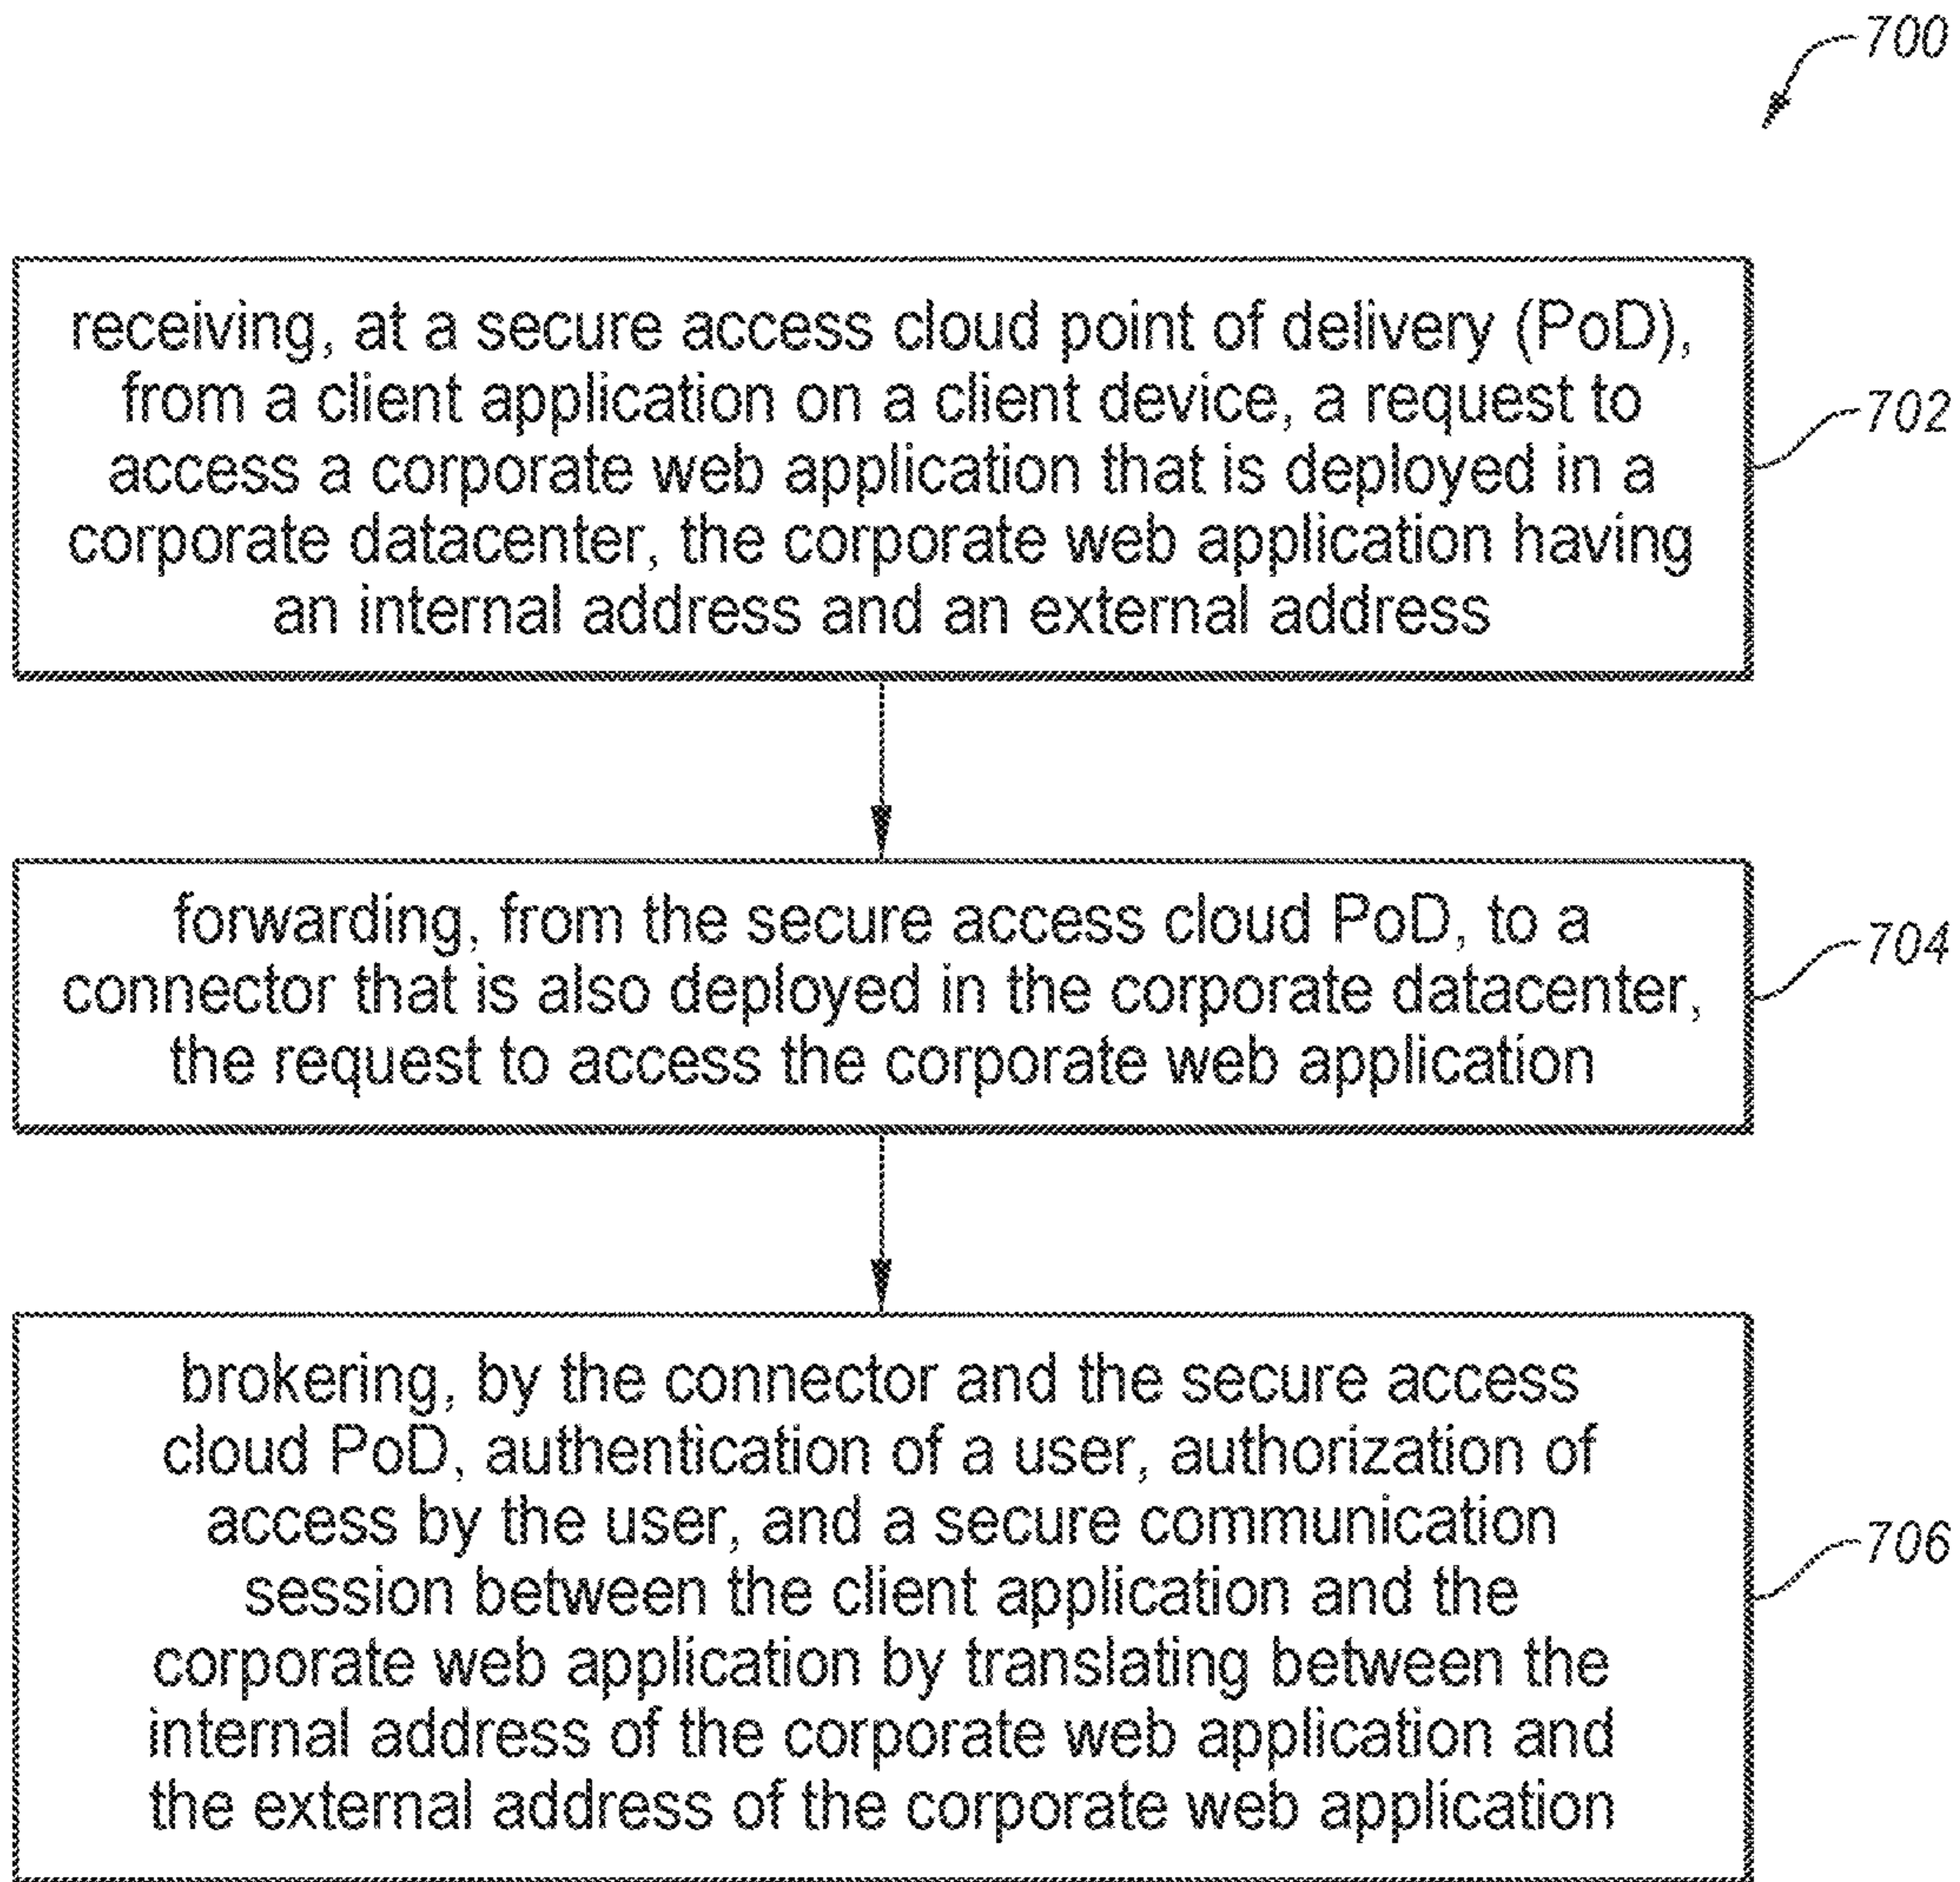 700
receiving, at a secure access cloud point of delivery (PoD),
from a client application on a client device, a request to
access a corporate web application that is deployed in a
corporate datacenter, the corporate web application having
an internal address and an external address
702
forwarding, from the secure access cloud PoD, to a
connector that is also deployed in the corporate datacenter,
the request to access the corporate web application
704
brokering, by the connector and the secure access
cloud PoD, authentication of a user, authorization of
access by the user, and a secure communication
session between the client application and the
corporate web application by translating between the
internal address of the corporate web application and
the external address of the corporate web application
706